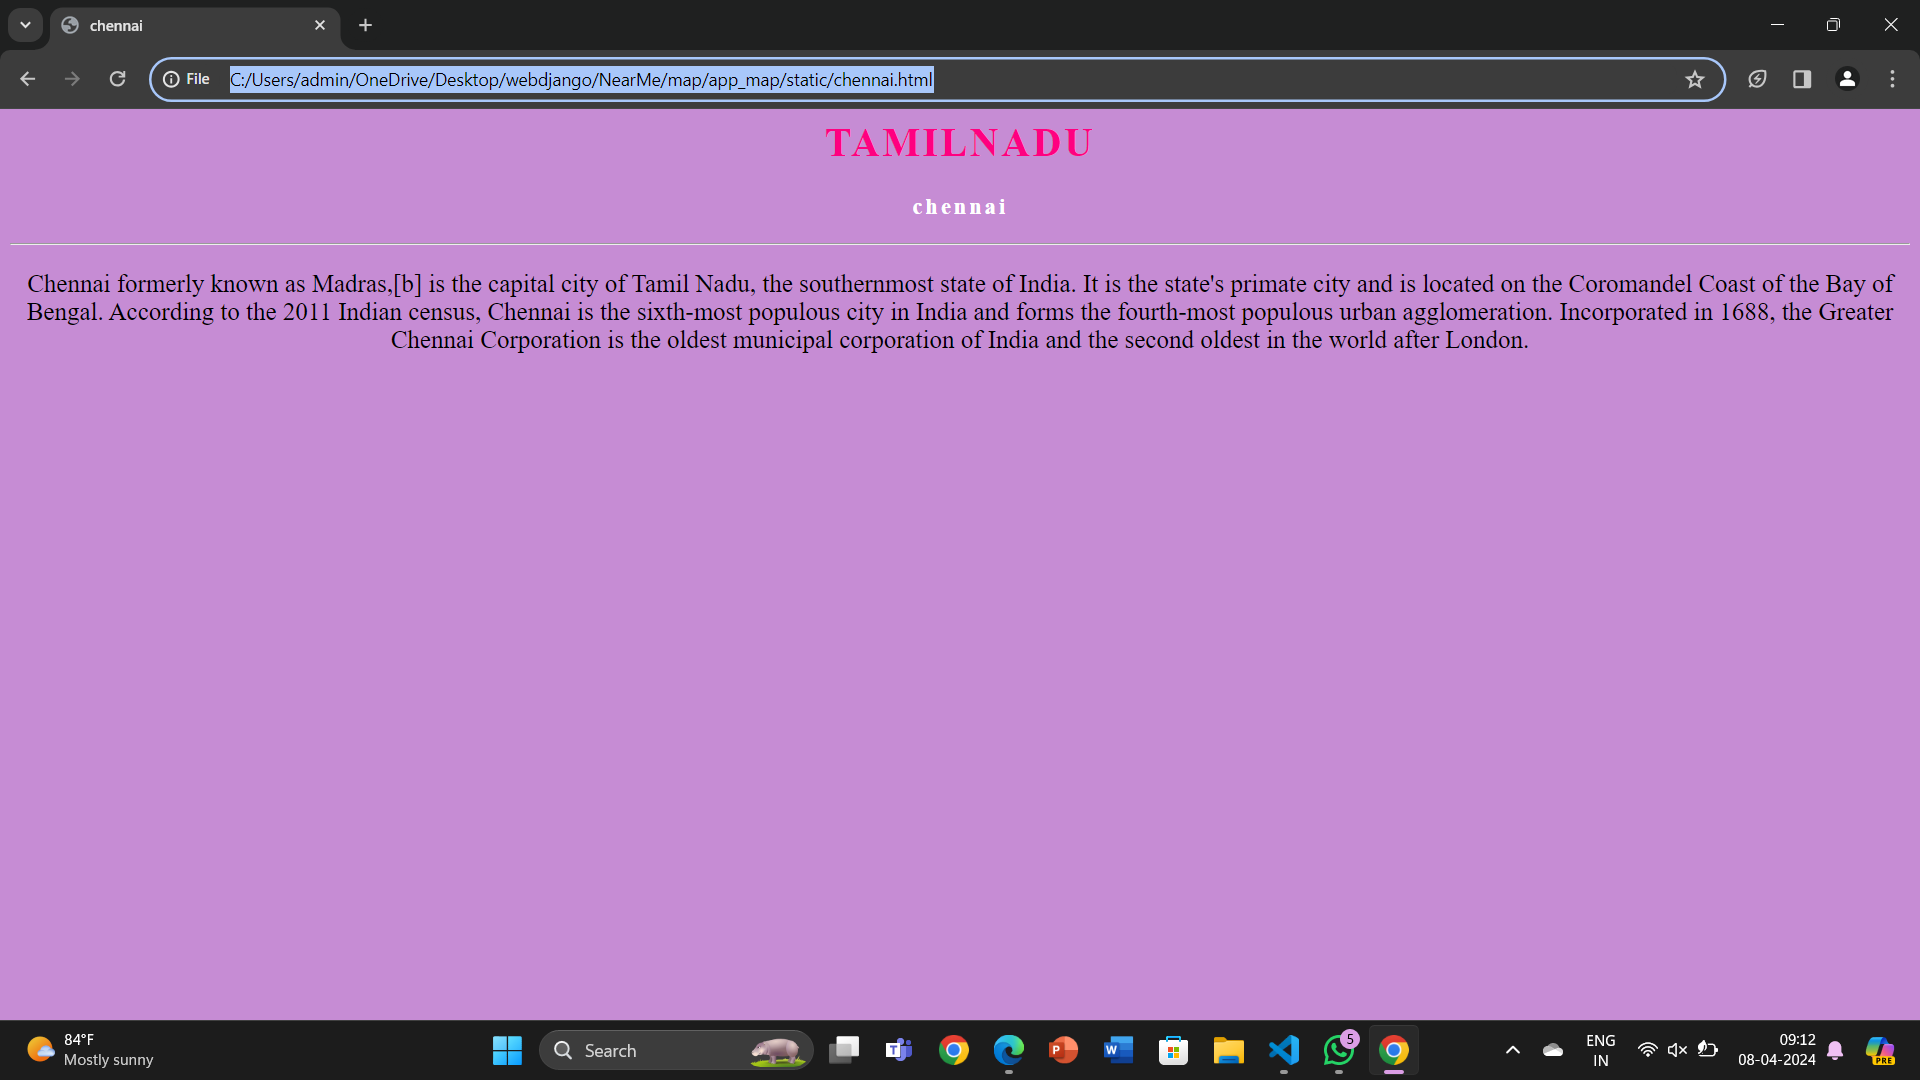 chennai
File
C:/Users/admin/OneDrive/Desktop/webdjango/NearMe/map/app_map/static/chennai.html
TAMILNADU
chennai
Chennai formerly known as Madras,[b] is the capital city of Tamil Nadu, the southernmost state of India. It is the state's primate city and is located on the Coromandel Coast of the Bay of
Bengal. According to the 2011 Indian census, Chennai is the sixth-most populous city in India and forms the fourth-most populous urban agglomeration. Incorporated in 1688, the Greater
Chennai Corporation is the oldest municipal corporation of India and the second oldest in the world after London.
84°F
Mostly sunny
Search
T
P
W
5
ENG
IN
09:12
08-04-2024
PRE